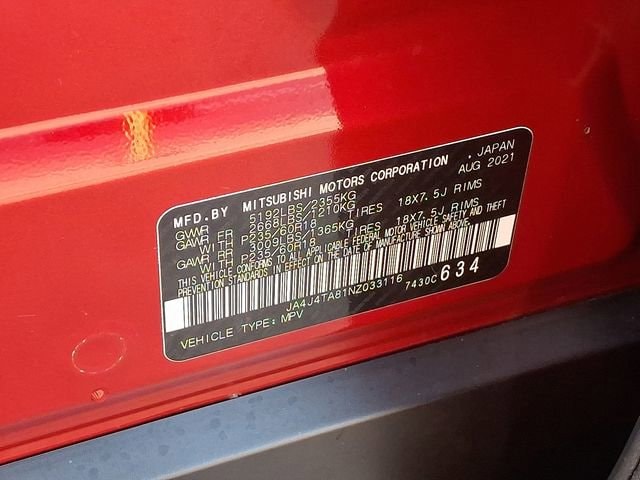 MFD.BY MITSUBISHI MOTORS CORPORATION . JAPAN
AUG 2021
GVWR 5192LBS/2355KG
GAWR FR 2668LBS/1210KG
WITH P235/60R18 TIRES 18X7.5J RIMS
GAWR RR 3009LBS/1365KG
WITH P235/60R18 TIRES 18X7.5J RIMS
THIS VEHICLE CONFORMS TO ALL APPLICABLE FEDERAL MOTOR VEHICLE SAFETY AND THEFT
PREVENTION STANDARDS IN EFFECT ON THE DATE OF MANUFACTURE SHOWN ABOVE.
JA4J4TA81NZ033116 7430C 634
VEHICLE TYPE: MPV